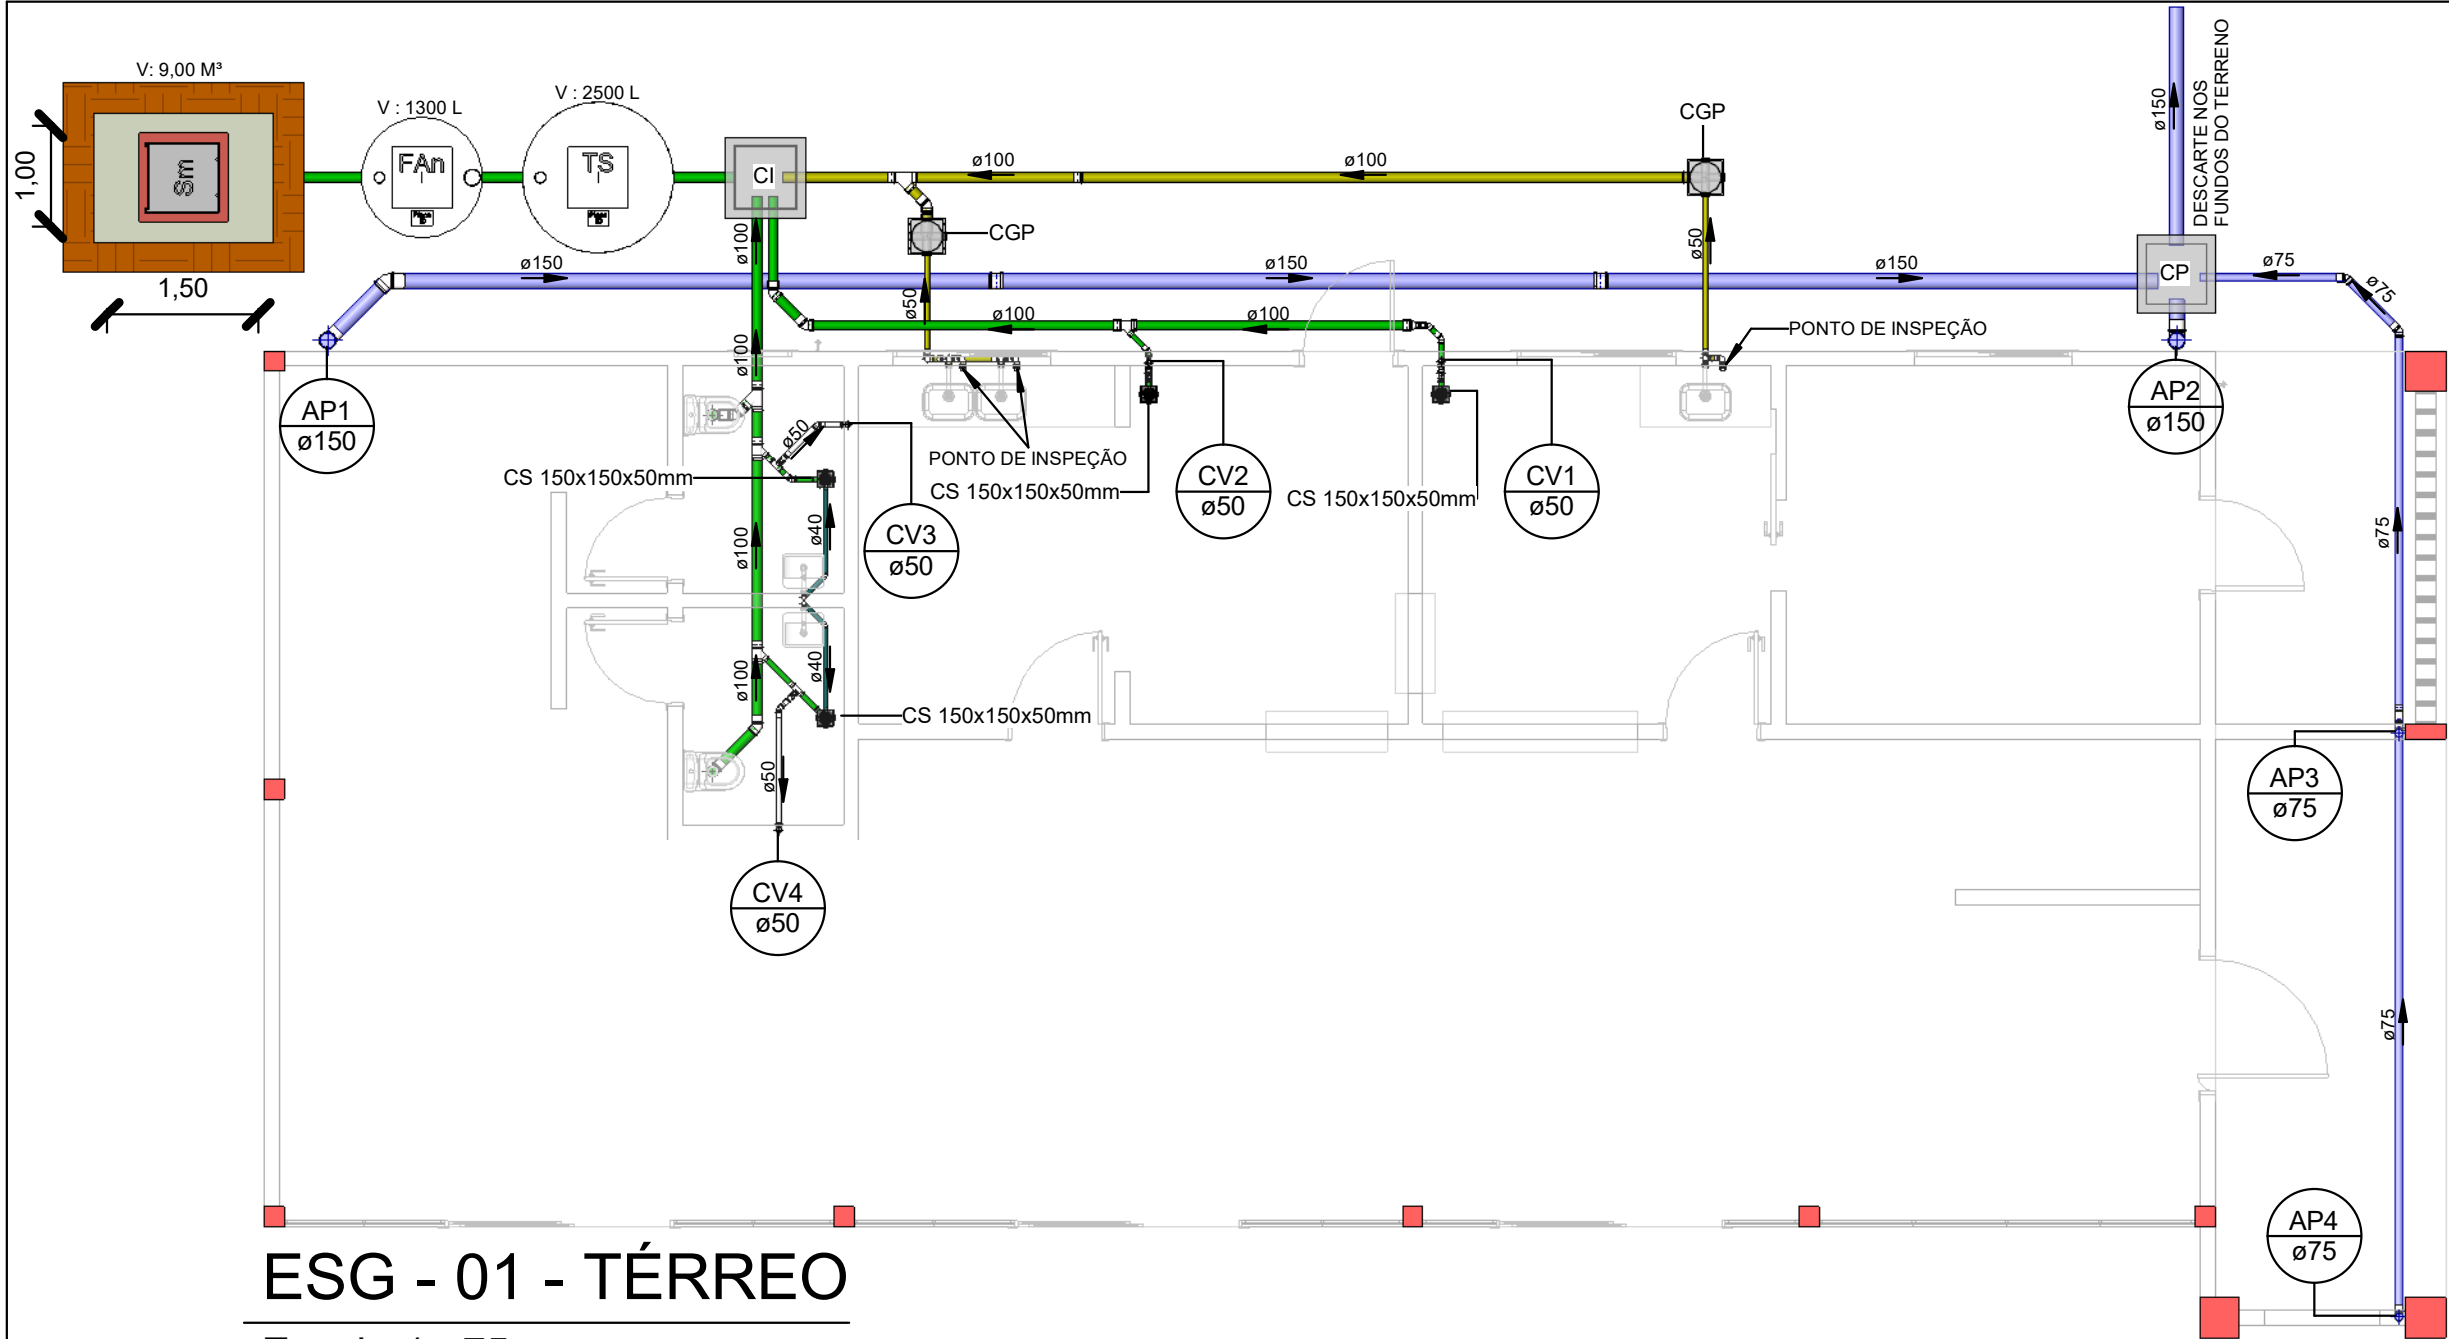 V: 9,00 M³
V : 1300 L
V : 2500 L
1,00
Sm
FAn
TS
CI
ø100
ø100
CGP
CGP
ø150
DESCARTE NOS
FUNDOS DO TERRENO
1,50
ø150
ø150
ø150
CP
ø75
ø75
ø100
ø50
ø50
ø100
ø100
ø100
PONTO DE INSPEÇÃO
AP1
ø150
AP2
ø150
ø50
PONTO DE INSPEÇÃO
CS 150x150x50mm
CS 150x150x50mm
CV2
ø50
CS 150x150x50mm
CV1
ø50
CV3
ø50
ø100
ø40
ø75
ø100
ø40
CS 150x150x50mm
ø50
AP3
ø75
CV4
ø50
ø75
AP4
ø75
ESG - 01 - TÉRREO